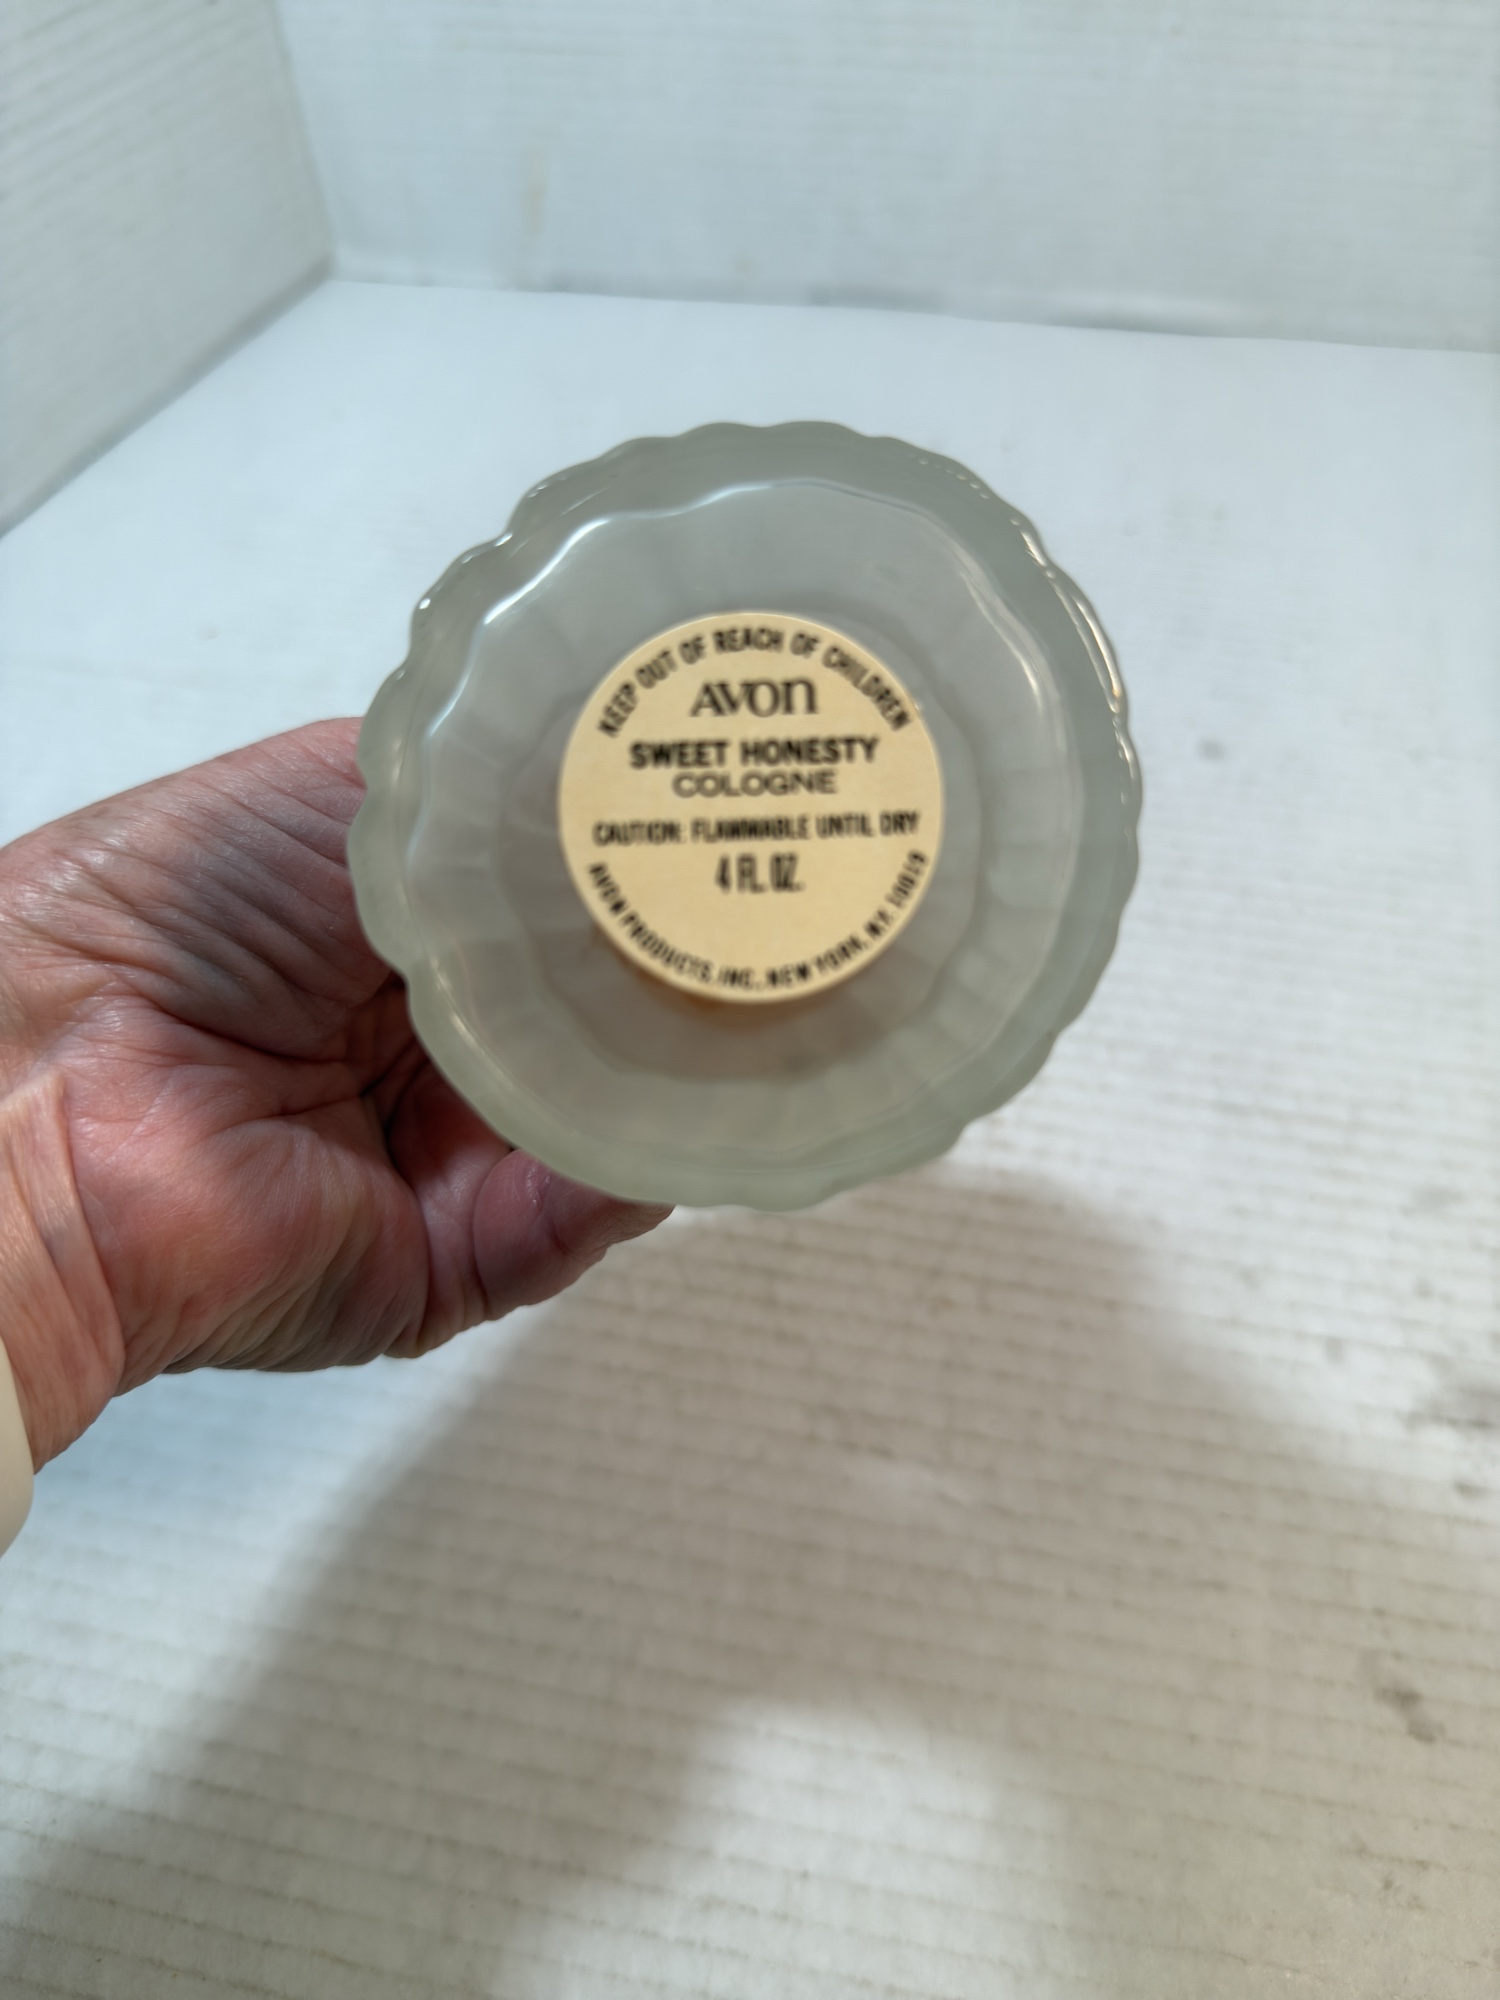 KEEP OUT OF REACH OF CHILDREN
AVON
SWEET HONESTY
COLOGNE
CAUTION: FLAMMABLE UNTIL DRY
4 FL. OZ.
AVON PRODUCTS, INC., NEW YORK, N.Y. 10019